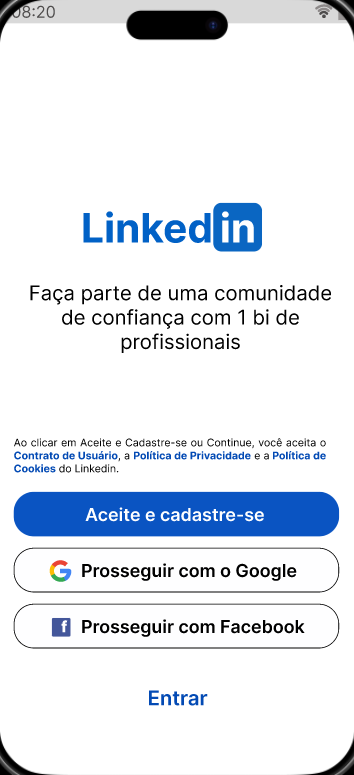 08:20
Linkedin
Faça parte de uma comunidade
de confiança com 1 bi de
profissionais
Ao clicar em Aceite e Cadastre-se ou Continue, você aceita o
Contrato de Usuário, a Política de Privacidade e a Política de
Cookies do Linkedin.
Aceite e cadastre-se
Prosseguir com o Google
Prosseguir com Facebook
Entrar